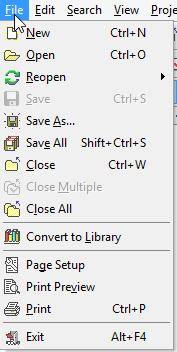 File Edit Search View Proje
New Ctrl+N
Open Ctrl+O
Reopen
Save Ctrl+S
Save As...
Save All Shift+Ctrl+S
Close Ctrl+W
Close Multiple
Close All
Convert to Library
Page Setup
Print Preview
Print Ctrl+P
Exit Alt+F4